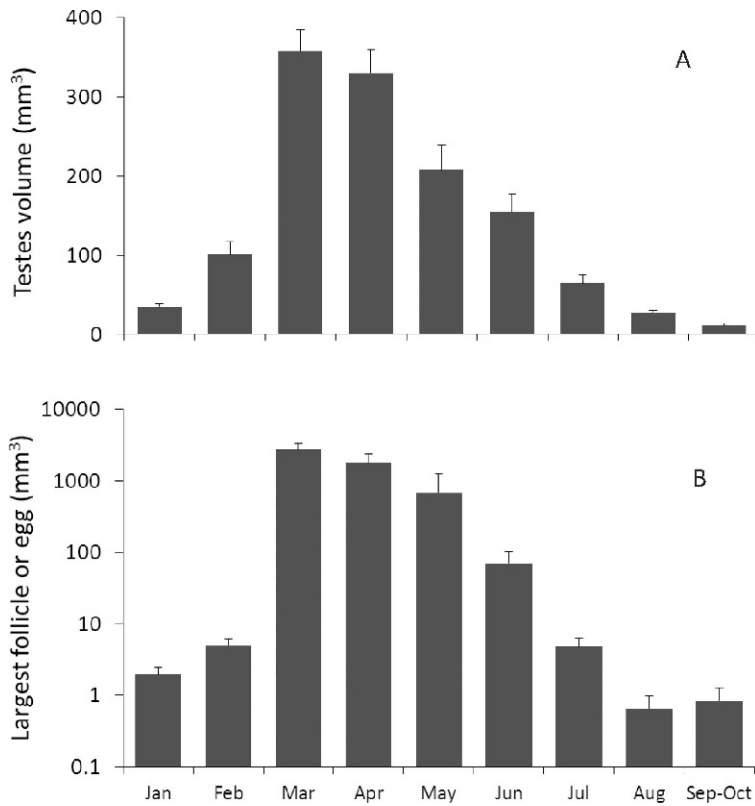 400
300
200
100
0
Testes volume (mm³)
A
10000
1000
100
10
1
0.1
Largest follicle or egg (mm³)
B
Jan Feb Mar Apr May Jun Jul Aug Sep-Oct